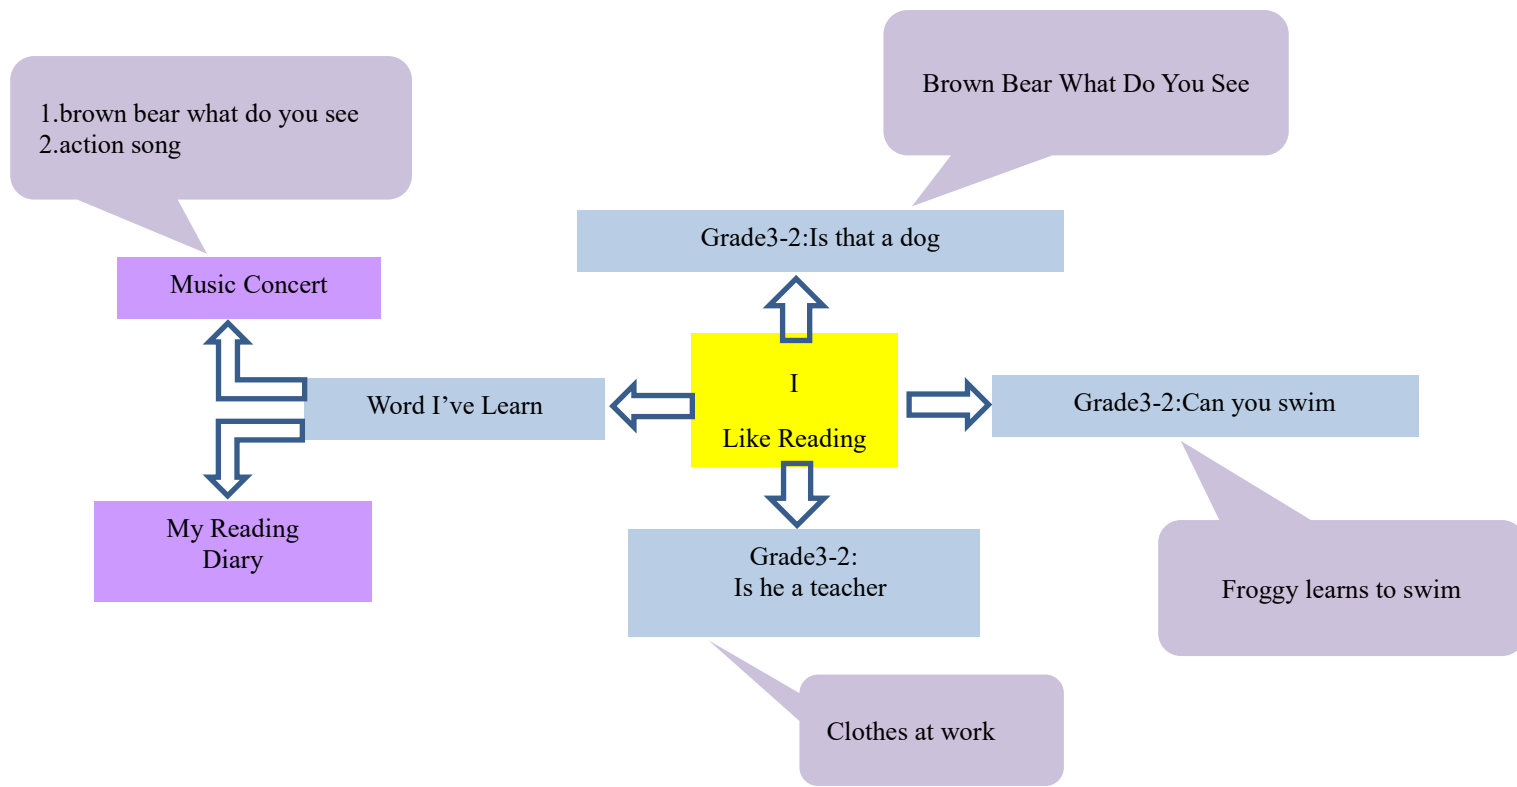 Brown Bear What Do You See
1.brown bear what do you see
2.action song
Grade3-2:Is that a dog
Music Concert
I
Like Reading
Word I’ve Learn
Grade3-2:Can you swim
My Reading
Diary
Grade3-2:
Is he a teacher
Froggy learns to swim
Clothes at work